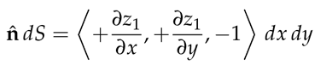 n̂ dS = ⟨ +∂z₁/∂x, +∂z₁/∂y, −1 ⟩ dx dy